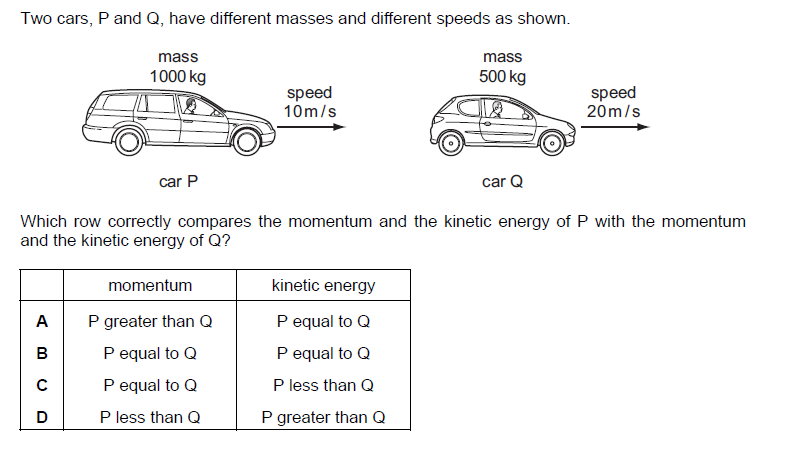 Two cars, P and Q, have different masses and different speeds as shown.
mass
1000 kg
speed
10 m / s
car P
mass
500 kg
speed
20 m / s
car Q
Which row correctly compares the momentum and the kinetic energy of P with the momentum
and the kinetic energy of Q?
momentum kinetic energy
A P greater than Q P equal to Q
B P equal to Q P equal to Q
C P equal to Q P less than Q
D P less than Q P greater than Q